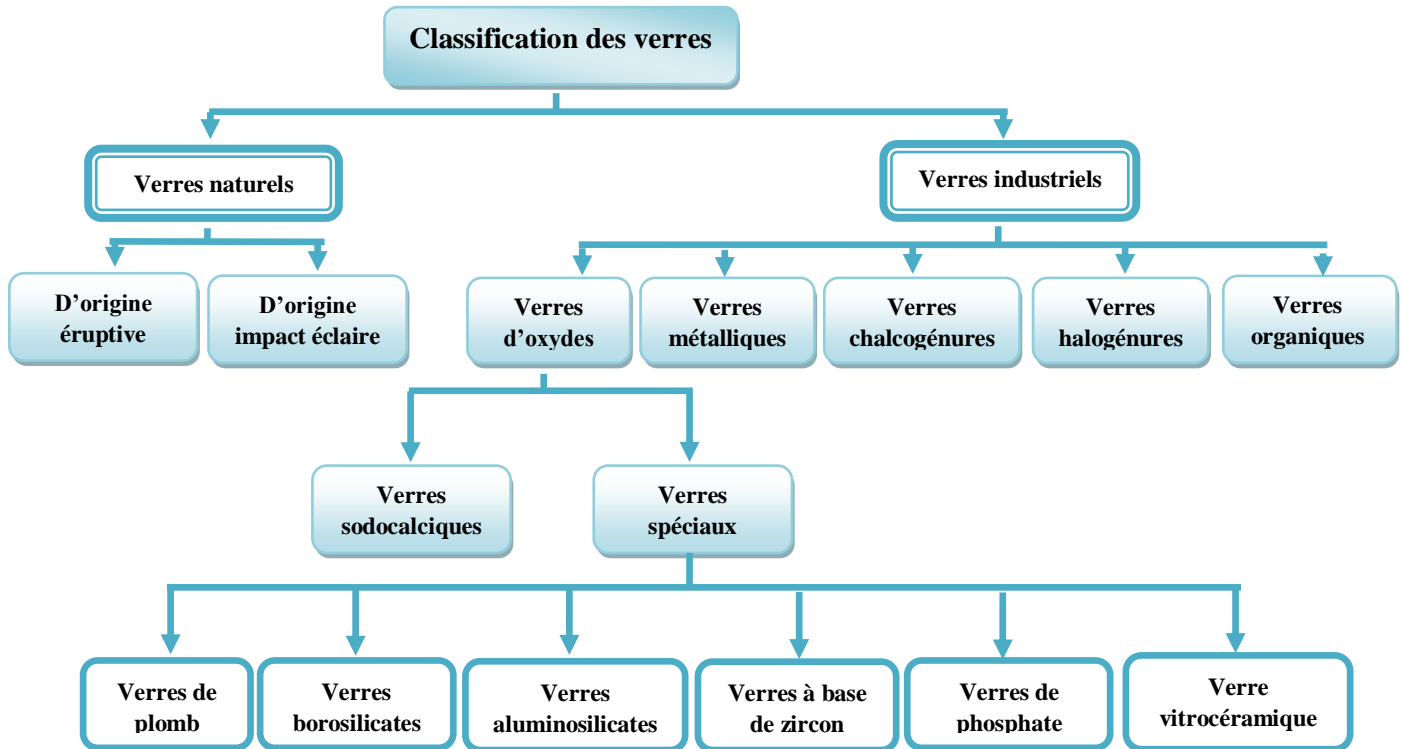 Classification des verres
Verres naturels
Verres industriels
D’origine
éruptive
D’origine
impact éclaire
Verres
d’oxydes
Verres
métalliques
Verres
chalcogénures
Verres
halogénures
Verres
organiques
Verres
sodocalciques
Verres
spéciaux
Verres de
plomb
Verres
borosilicates
Verres
aluminosilicates
Verres à base
de zircon
Verres de
phosphate
Verre
vitrocéramique